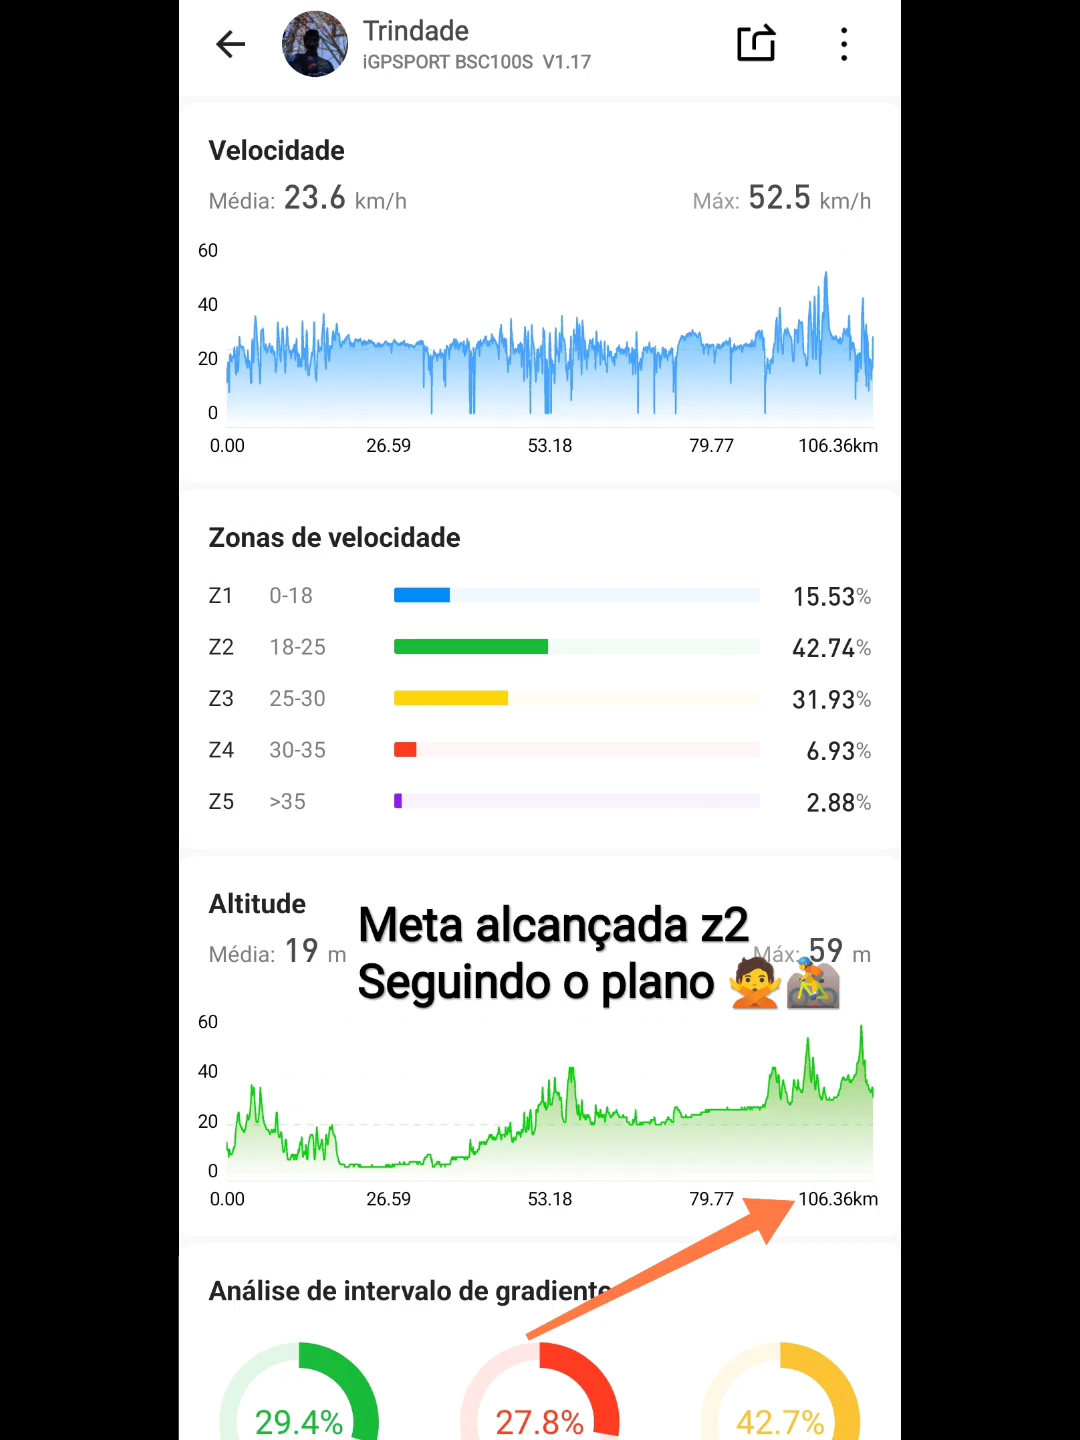 Trindade
iGPSPORT BSC100S V1.17
Velocidade
Média: 23.6 km/h
Máx: 52.5 km/h
60
40
20
0
0.00 26.59 53.18 79.77 106.36km
Zonas de velocidade
Z1 0-18 15.53%
Z2 18-25 42.74%
Z3 25-30 31.93%
Z4 30-35 6.93%
Z5 >35 2.88%
Altitude
Meta alcançada z2
Média: 19 m
Máx: 59 m
Seguindo o plano
60
40
20
0
0.00 26.59 53.18 79.77 106.36km
Análise de intervalo de gradiente
29.4% 27.8% 42.7%